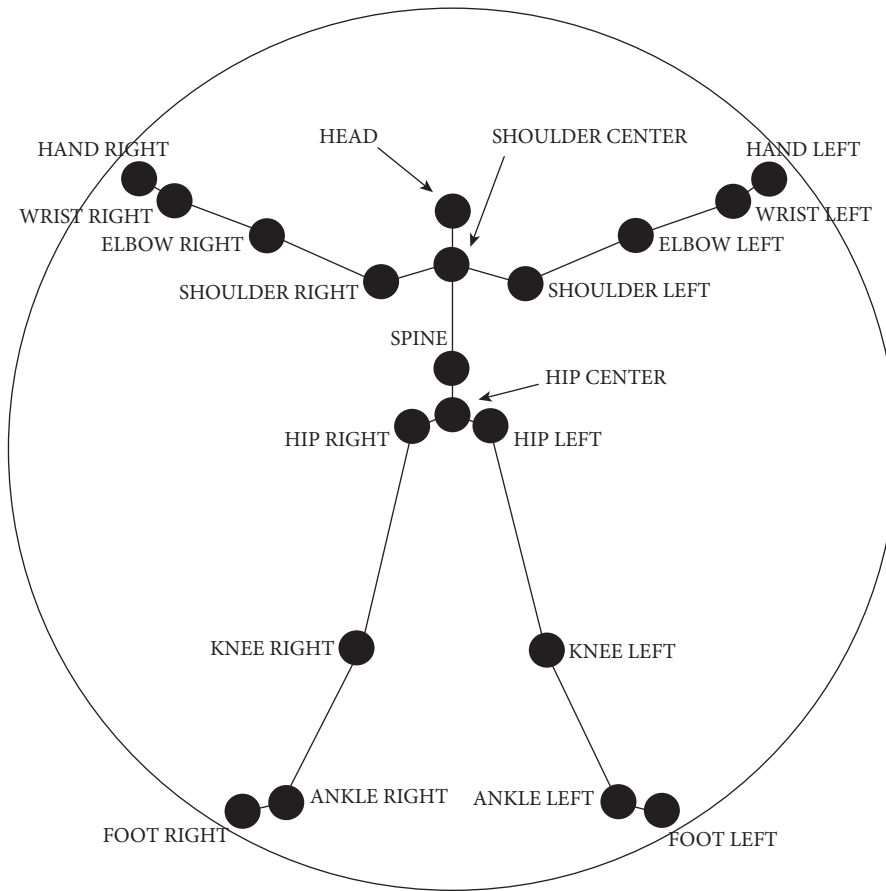 HEAD
SHOULDER CENTER
HAND RIGHT
HAND LEFT
WRIST RIGHT
WRIST LEFT
ELBOW RIGHT
ELBOW LEFT
SHOULDER RIGHT
SHOULDER LEFT
SPINE
HIP CENTER
HIP RIGHT
HIP LEFT
KNEE RIGHT
KNEE LEFT
ANKLE RIGHT
ANKLE LEFT
FOOT RIGHT
FOOT LEFT